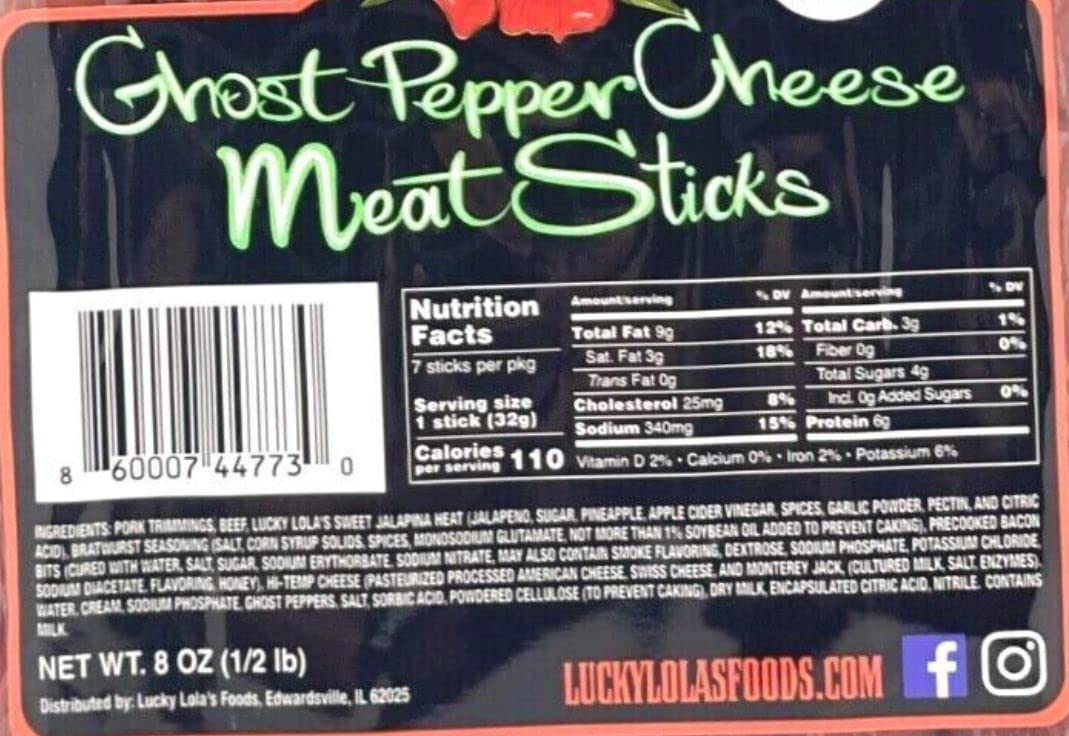 Ghost Pepper Cheese
Meat Sticks
Nutrition
Facts
7 sticks per pkg
Serving size
1 stick (32g)
Calories 110
per serving
Amount/serving % DV
Total Fat 9g 12%
Sat. Fat 3g 18%
Trans Fat 0g
Cholesterol 25mg 8%
Sodium 340mg 15%
Amount/serving % DV
Total Carb. 3g 1%
Fiber 0g 0%
Total Sugars 4g
Incl. 0g Added Sugars 0%
Protein 6g
Vitamin D 2% • Calcium 0% • Iron 2% • Potassium 6%
8 60007 44773 0
INGREDIENTS: PORK TRIMMINGS, BEEF, LUCKY LOLA'S SWEET JALAPINA HEAT (JALAPENO, SUGAR, PINEAPPLE, APPLE CIDER VINEGAR, SPICES, GARLIC POWDER, PECTIN, AND CITRIC
ACID), BRATWURST SEASONING (SALT, CORN SYRUP SOLIDS, SPICES, MONOSODIUM GLUTAMATE, NOT MORE THAN 1% SOYBEAN OIL ADDED TO PREVENT CAKING), PRECOOKED BACON
BITS (CURED WITH WATER, SALT, SUGAR, SODIUM ERYTHORBATE, SODIUM NITRATE, MAY ALSO CONTAIN SMOKE FLAVORING, DEXTROSE, SODIUM PHOSPHATE, POTASSIUM CHLORIDE,
SODIUM DIACETATE, FLAVORING, HONEY), HI-TEMP CHEESE (PASTEURIZED PROCESSED AMERICAN CHEESE, SWISS CHEESE, AND MONTEREY JACK, (CULTURED MILK, SALT, ENZYMES),
WATER, CREAM, SODIUM PHOSPHATE, GHOST PEPPERS, SALT, SORBIC ACID, POWDERED CELLULOSE (TO PREVENT CAKING), DRY MILK, ENCAPSULATED CITRIC ACID, NITRILE. CONTAINS
MILK
NET WT. 8 OZ (1/2 lb)
Distributed by: Lucky Lola's Foods, Edwardsville, IL 62025
LUCKYLOLASFOODS.COM
f